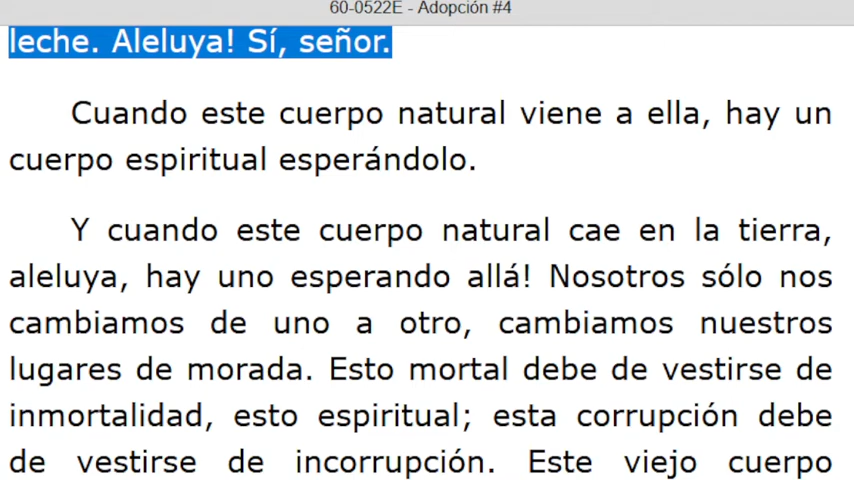 60-0522E - Adopción #4
leche. Aleluya! Sí, señor.
Cuando este cuerpo natural viene a ella, hay un
cuerpo espiritual esperándolo.
Y cuando este cuerpo natural cae en la tierra,
aleluya, hay uno esperando allá! Nosotros sólo nos
cambiamos de uno a otro, cambiamos nuestros
lugares de morada. Esto mortal debe de vestirse de
inmortalidad, esto espiritual; esta corrupción debe
de vestirse de incorrupción. Este viejo cuerpo